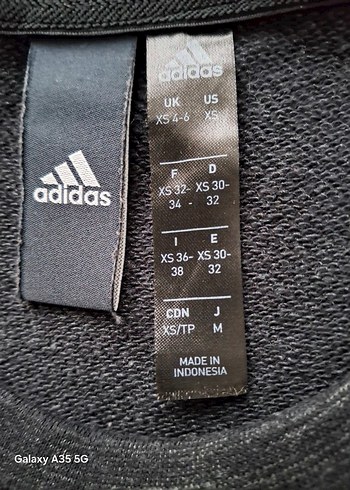 adidas
adidas
UK US
XS 4-6 XS
F D
XS 32- XS 30-
34 - 32
I E
XS 36- XS 30-
38 32
CDN J
XS/TP M
MADE IN
INDONESIA
Galaxy A35 5G